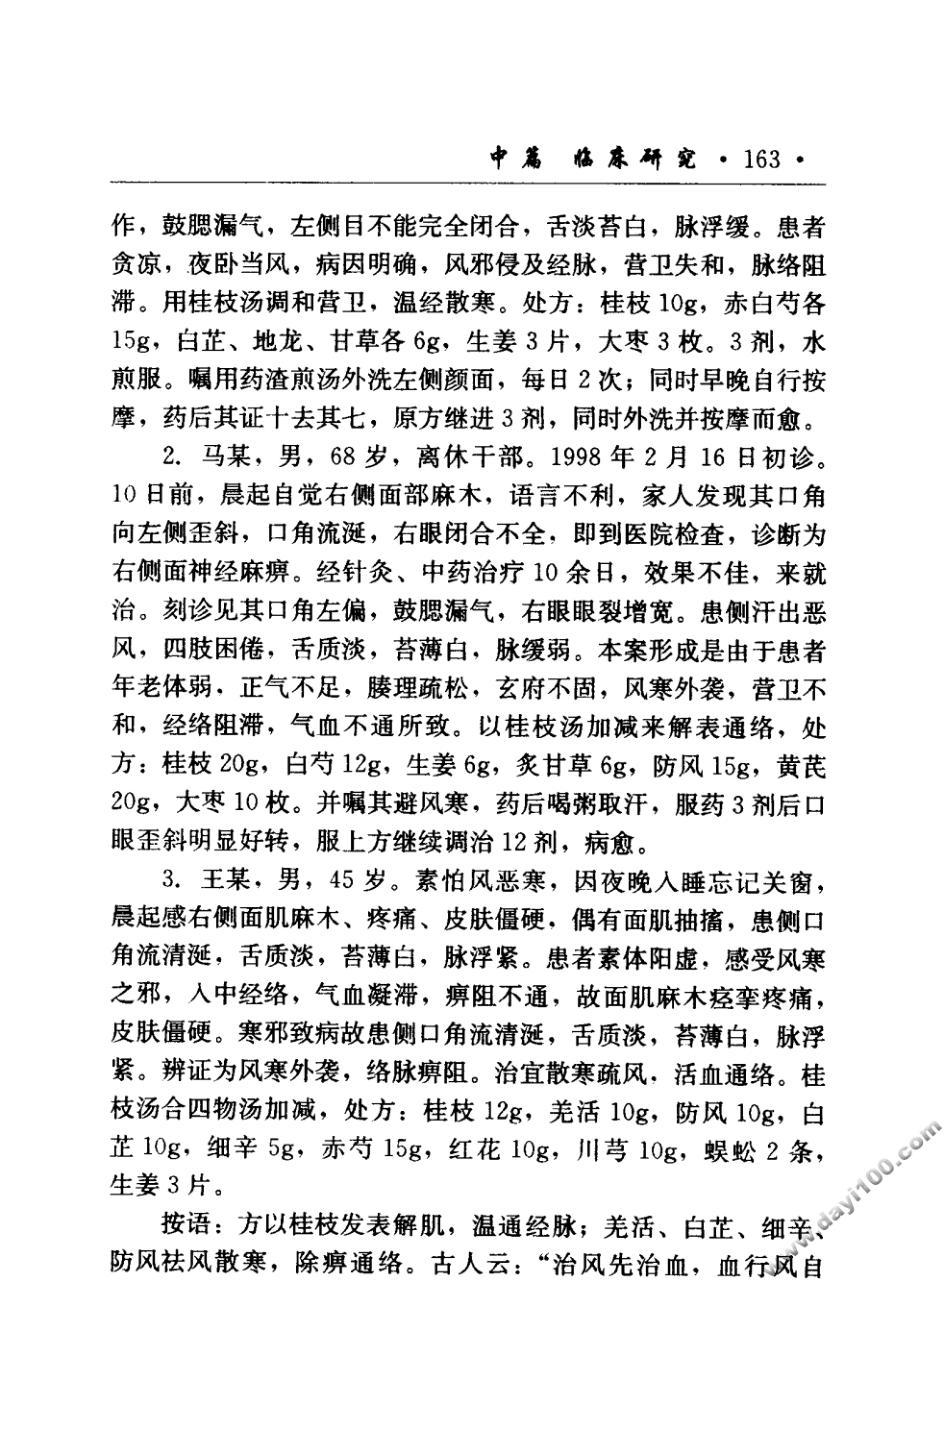 中篇 临床研究 · 163 ·
作，鼓腮漏气，左侧目不能完全闭合，舌淡苔白，脉浮缓。患者
贪凉，夜卧当风，病因明确，风邪侵及经脉，营卫失和，脉络阻
滞。用桂枝汤调和营卫，温经散寒。处方：桂枝 10g，赤白芍各
15g，白芷、地龙、甘草各 6g，生姜 3 片，大枣 3 枚。3 剂，水
煎服。嘱用药渣煎汤外洗左侧颜面，每日 2 次；同时早晚自行按
摩，药后其证十去其七，原方继进 3 剂，同时外洗并按摩而愈。
2. 马某，男，68 岁，离休干部。1998 年 2 月 16 日初诊。
10 日前，晨起自觉右侧面部麻木，语言不利，家人发现其口角
向左侧歪斜，口角流涎，右眼闭合不全，即到医院检查，诊断为
右侧面神经麻痹。经针灸、中药治疗 10 余日，效果不佳，来就
治。刻诊见其口角左偏，鼓腮漏气，右眼眼裂增宽。患侧汗出恶
风，四肢困倦，舌质淡，苔薄白，脉缓弱。本案形成是由于患者
年老体弱，正气不足，腠理疏松，玄府不固，风寒外袭，营卫不
和，经络阻滞，气血不通所致。以桂枝汤加减来解表通络，处
方：桂枝 20g，白芍 12g，生姜 6g，炙甘草 6g，防风 15g，黄芪
20g，大枣 10 枚。并嘱其避风寒，药后喝粥取汗，服药 3 剂后口
眼歪斜明显好转，服上方继续调治 12 剂，病愈。
3. 王某，男，45 岁。素怕风恶寒，因夜晚入睡忘记关窗，
晨起感右侧面肌麻木、疼痛、皮肤僵硬，偶有面肌抽搐，患侧口
角流清涎，舌质淡，苔薄白，脉浮紧。患者素体阳虚，感受风寒
之邪，入中经络，气血凝滞，痹阻不通，故面肌麻木痉挛疼痛，
皮肤僵硬。寒邪致病故患侧口角流清涎，舌质淡，苔薄白，脉浮
紧。辨证为风寒外袭，络脉痹阻。治宜散寒疏风，活血通络。桂
枝汤合四物汤加减，处方：桂枝 12g，羌活 10g，防风 10g，白
芷 10g，细辛 5g，赤芍 15g，红花 10g，川芎 10g，蜈蚣 2 条，
生姜 3 片。
按语：方以桂枝发表解肌，温通经脉；羌活、白芷、细辛、
防风祛风散寒，除痹通络。古人云：“治风先治血，血行风自
www.dayi100.com